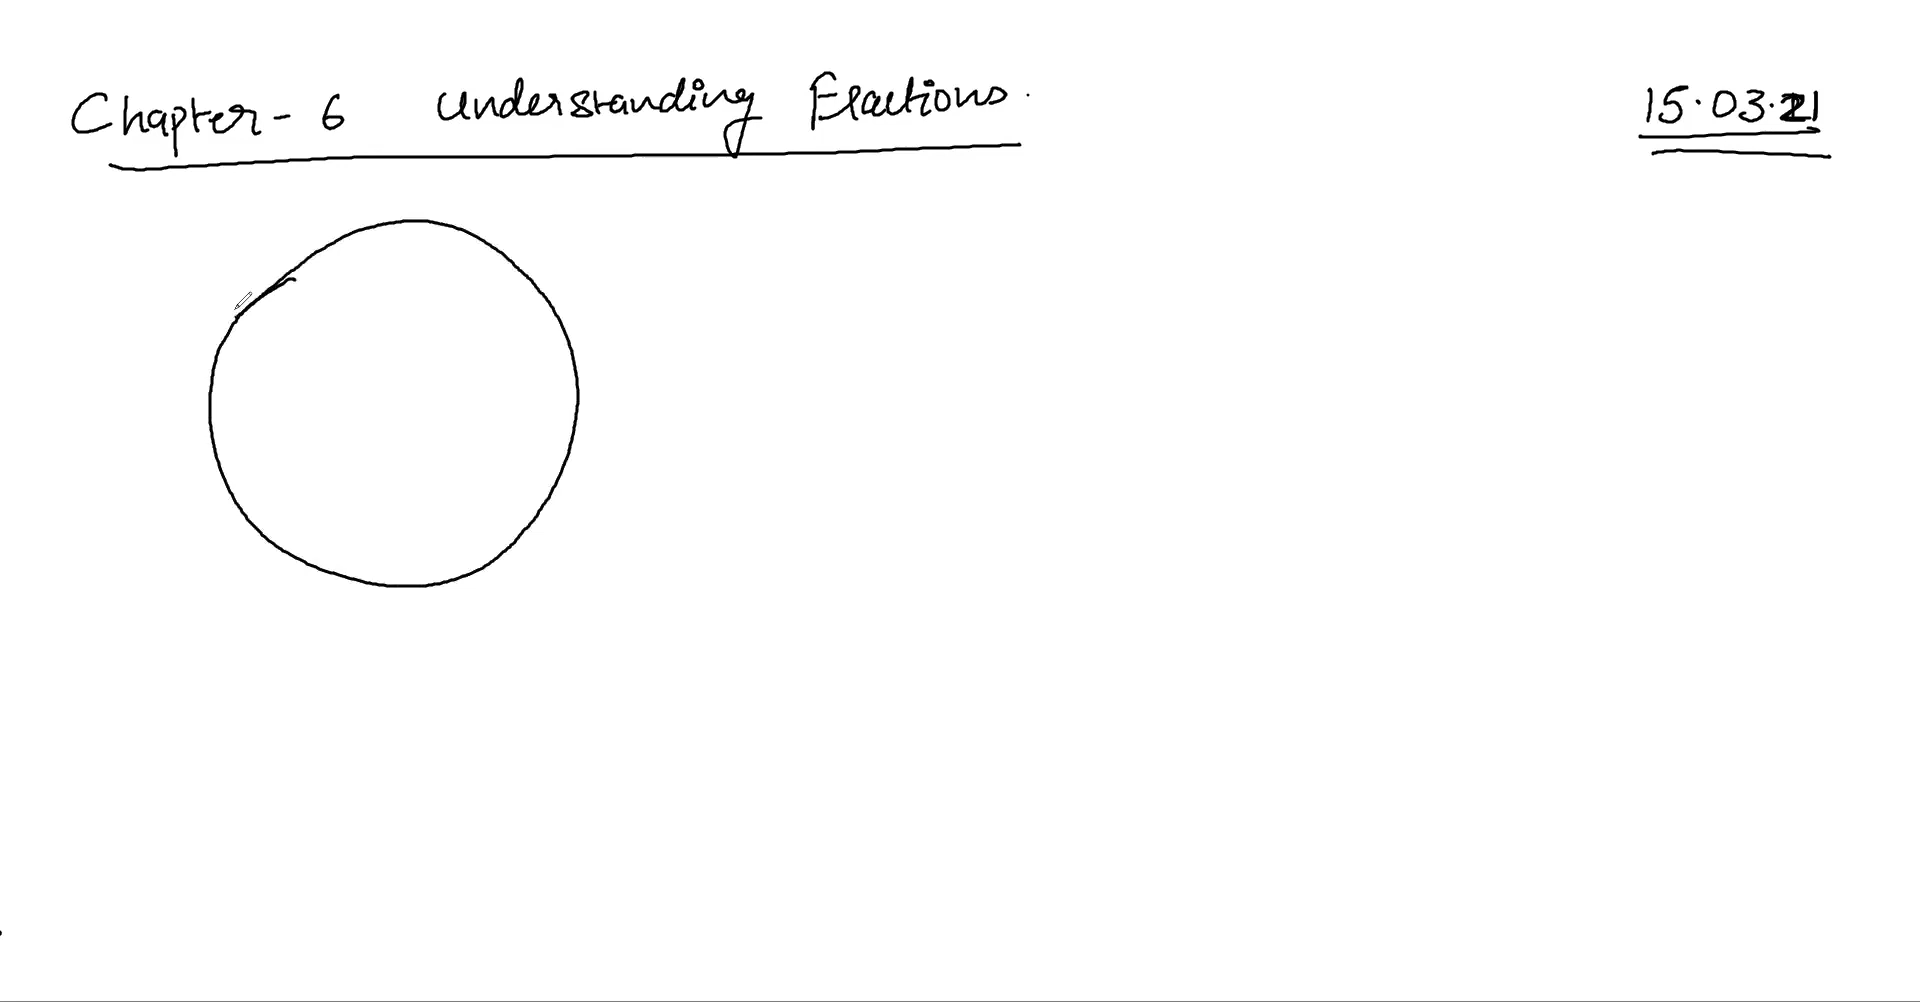 Chapter - 6 Understanding Fractions. 15.03.21